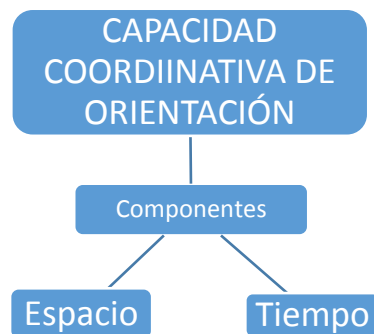 CAPACIDAD
COORDIINATIVA DE
ORIENTACIÓN
Componentes
Espacio
Tiempo